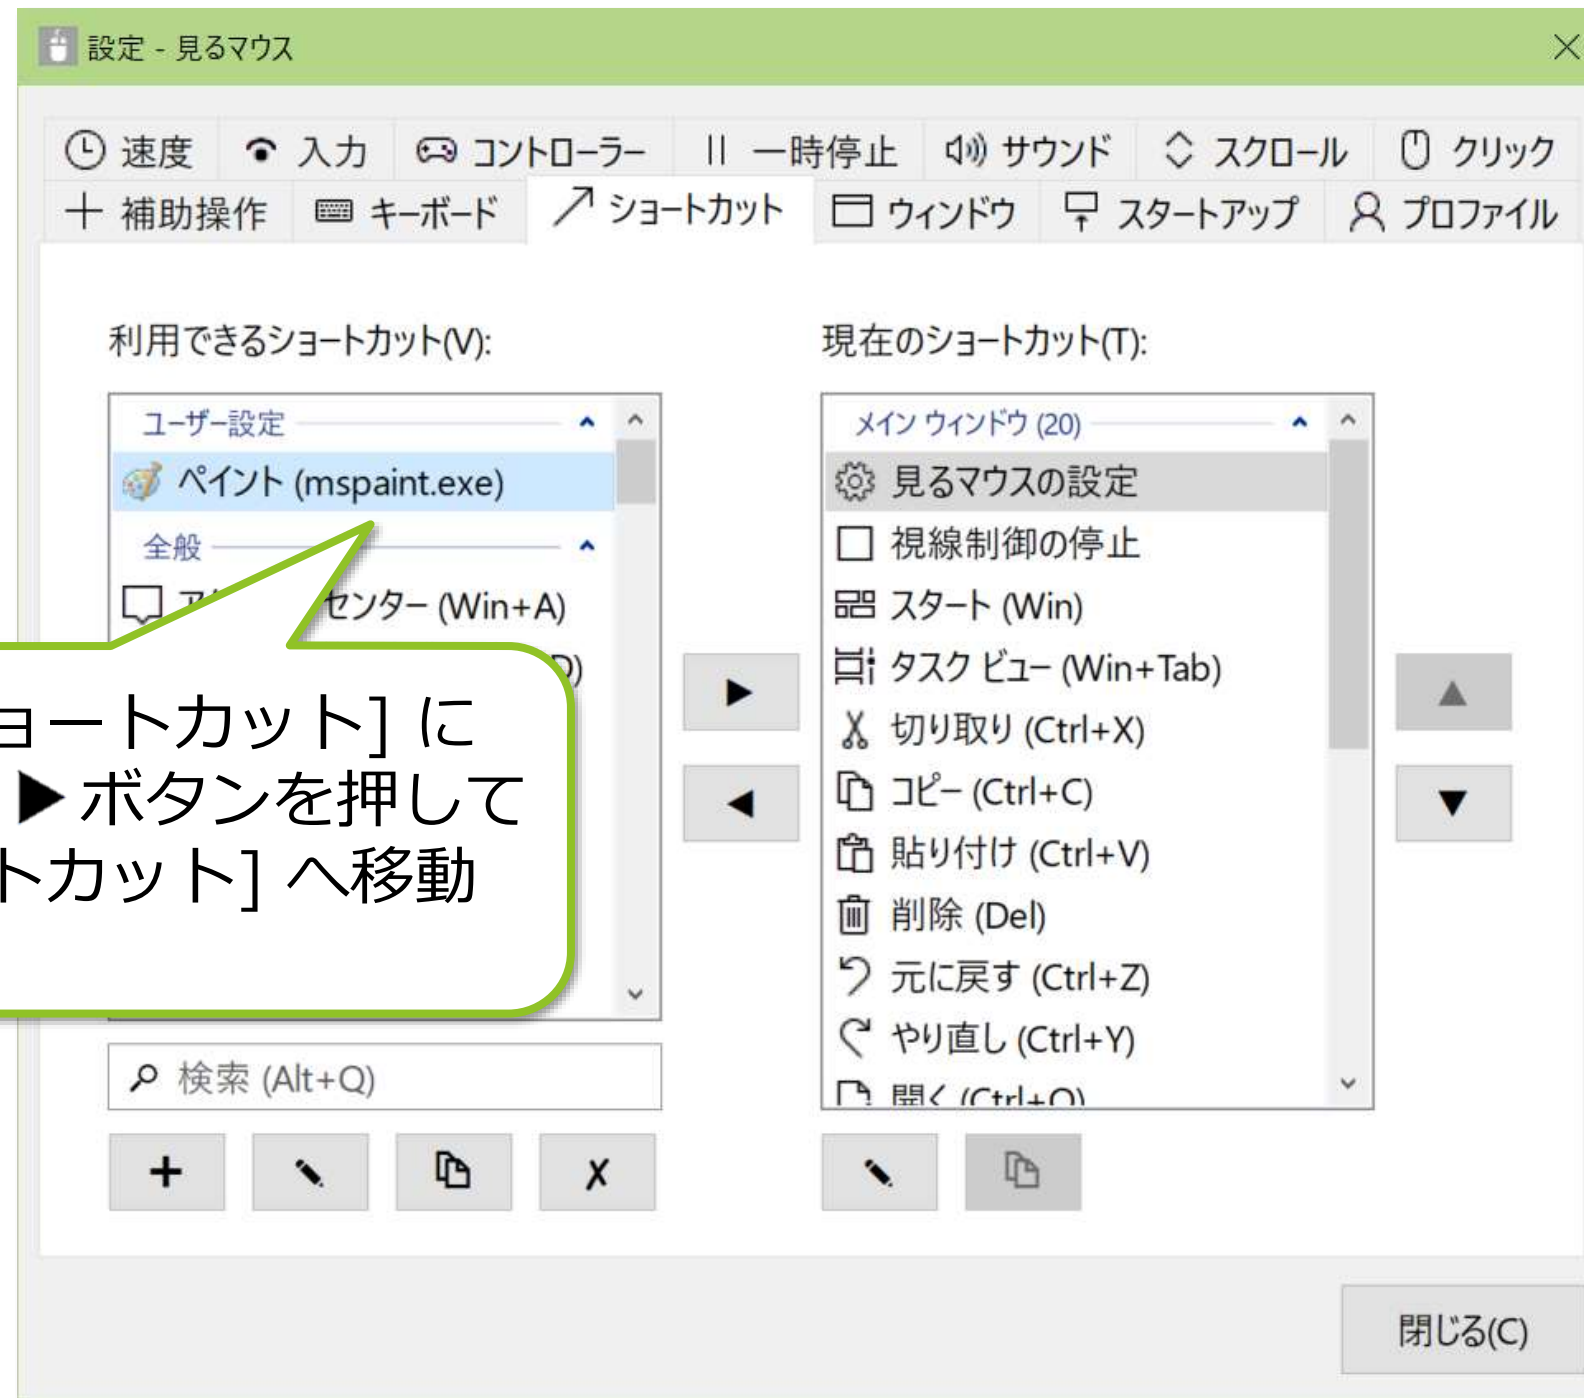 設定 - 見るマウス
速度 入力 コントローラー 一時停止 サウンド スクロール クリック
補助操作 キーボード ショートカット ウィンドウ スタートアップ プロファイル
利用できるショートカット(V):
ユーザー設定
ペイント (mspaint.exe)
全般
センター (Win+A)
ョートカット] に
▶ ボタンを押して
トカット] へ移動
検索 (Alt+Q)
現在のショートカット(T):
メイン ウィンドウ (20)
見るマウスの設定
視線制御の停止
スタート (Win)
タスク ビュー (Win+Tab)
切り取り (Ctrl+X)
コピー (Ctrl+C)
貼り付け (Ctrl+V)
削除 (Del)
元に戻す (Ctrl+Z)
やり直し (Ctrl+Y)
開く (Ctrl+O)
閉じる(C)